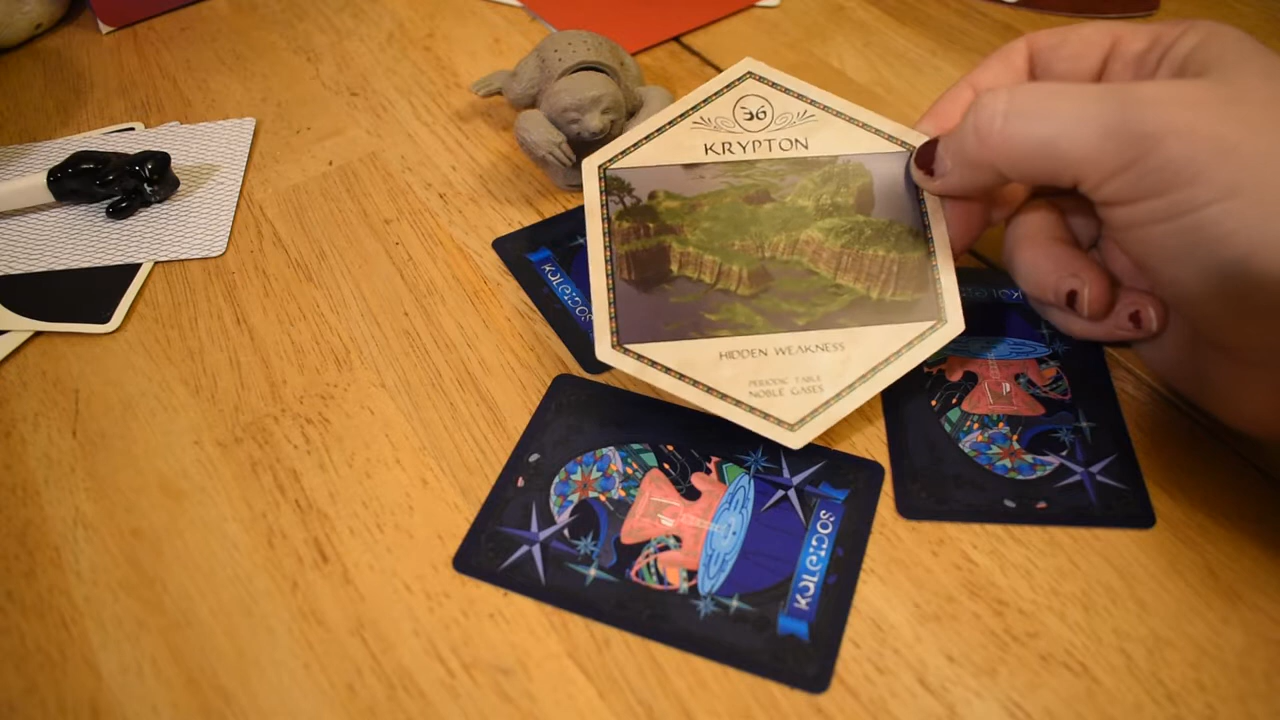 36
KRYPTON
HIDDEN WEAKNESS
PERIODIC TABLE
NOBLE GASES
KALEIDOS
KALEIDOS